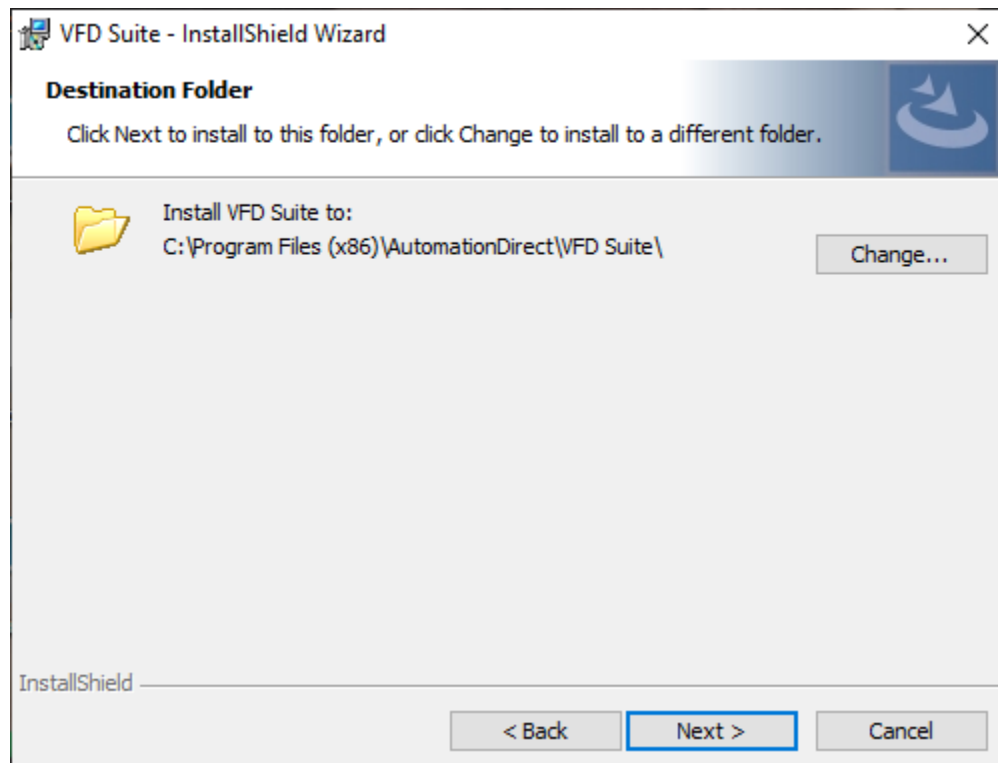 VFD Suite - InstallShield Wizard
Destination Folder
Click Next to install to this folder, or click Change to install to a different folder.
Install VFD Suite to:
C:\Program Files (x86)\AutomationDirect\VFD Suite\
Change...
InstallShield
< Back
Next >
Cancel